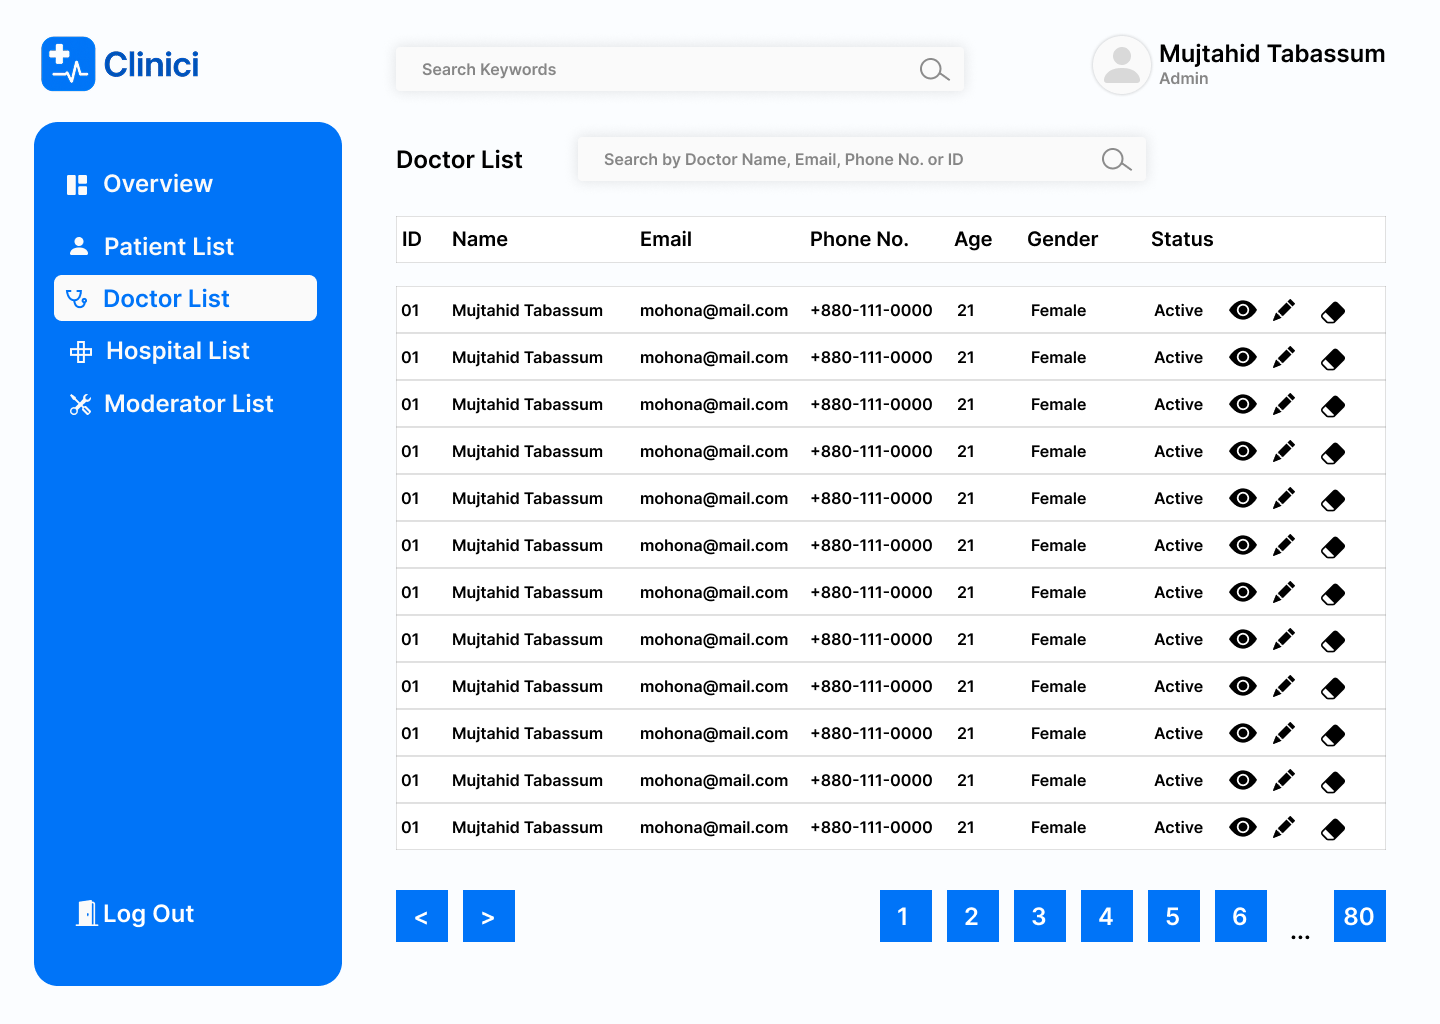 Clinici
Search Keywords
Mujtahid Tabassum
Admin
Overview
Patient List
Doctor List
Hospital List
Moderator List
Log Out
Doctor List
Search by Doctor Name, Email, Phone No. or ID
ID Name Email Phone No. Age Gender Status
01 Mujtahid Tabassum mohona@mail.com +880-111-0000 21 Female Active
01 Mujtahid Tabassum mohona@mail.com +880-111-0000 21 Female Active
01 Mujtahid Tabassum mohona@mail.com +880-111-0000 21 Female Active
01 Mujtahid Tabassum mohona@mail.com +880-111-0000 21 Female Active
01 Mujtahid Tabassum mohona@mail.com +880-111-0000 21 Female Active
01 Mujtahid Tabassum mohona@mail.com +880-111-0000 21 Female Active
01 Mujtahid Tabassum mohona@mail.com +880-111-0000 21 Female Active
01 Mujtahid Tabassum mohona@mail.com +880-111-0000 21 Female Active
01 Mujtahid Tabassum mohona@mail.com +880-111-0000 21 Female Active
01 Mujtahid Tabassum mohona@mail.com +880-111-0000 21 Female Active
01 Mujtahid Tabassum mohona@mail.com +880-111-0000 21 Female Active
01 Mujtahid Tabassum mohona@mail.com +880-111-0000 21 Female Active
< > 1 2 3 4 5 6 ... 80